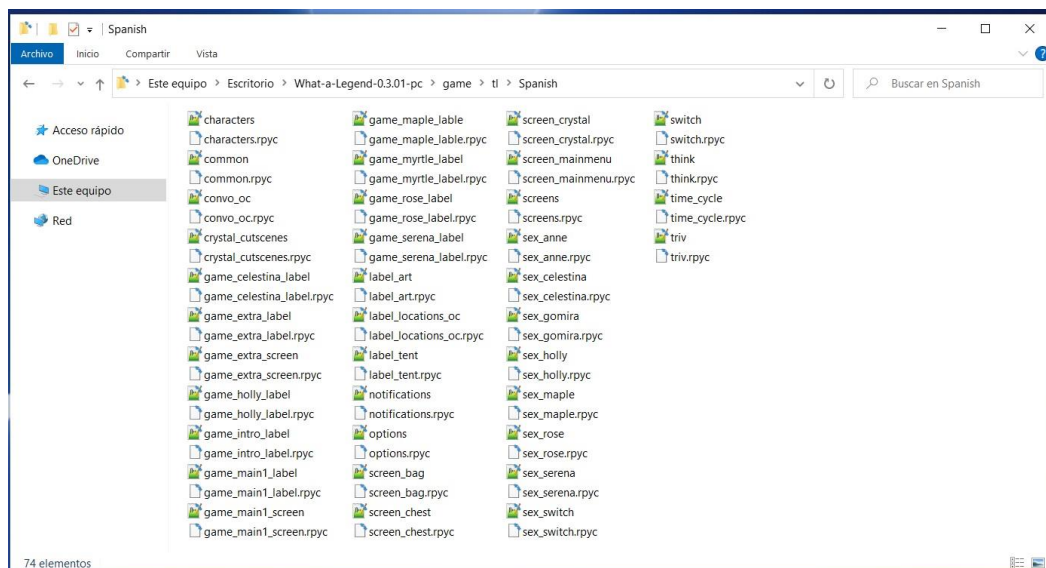 Spanish
Archivo Inicio Compartir Vista
Este equipo > Escritorio > What-a-Legend-0.3.01-pc > game > tl > Spanish
Buscar en Spanish
Acceso rápido
OneDrive
Este equipo
Red
characters
characters.rpyc
common
common.rpyc
convo_oc
convo_oc.rpyc
crystal_cutscenes
crystal_cutscenes.rpyc
game_celestina_label
game_celestina_label.rpyc
game_extra_label
game_extra_label.rpyc
game_extra_screen
game_extra_screen.rpyc
game_holly_label
game_holly_label.rpyc
game_intro_label
game_intro_label.rpyc
game_main1_label
game_main1_label.rpyc
game_main1_screen
game_main1_screen.rpyc
game_maple_lable
game_maple_lable.rpyc
game_myrtle_label
game_myrtle_label.rpyc
game_rose_label
game_rose_label.rpyc
game_serena_label
game_serena_label.rpyc
label_art
label_art.rpyc
label_locations_oc
label_locations_oc.rpyc
label_tent
label_tent.rpyc
notifications
notifications.rpyc
options
options.rpyc
screen_bag
screen_bag.rpyc
screen_chest
screen_chest.rpyc
screen_crystal
screen_crystal.rpyc
screen_mainmenu
screen_mainmenu.rpyc
screens
screens.rpyc
sex_anne
sex_anne.rpyc
sex_celestina
sex_celestina.rpyc
sex_gomira
sex_gomira.rpyc
sex_holly
sex_holly.rpyc
sex_maple
sex_maple.rpyc
sex_rose
sex_rose.rpyc
sex_serena
sex_serena.rpyc
sex_switch
sex_switch.rpyc
switch
switch.rpyc
think
think.rpyc
time_cycle
time_cycle.rpyc
triv
triv.rpyc
74 elementos